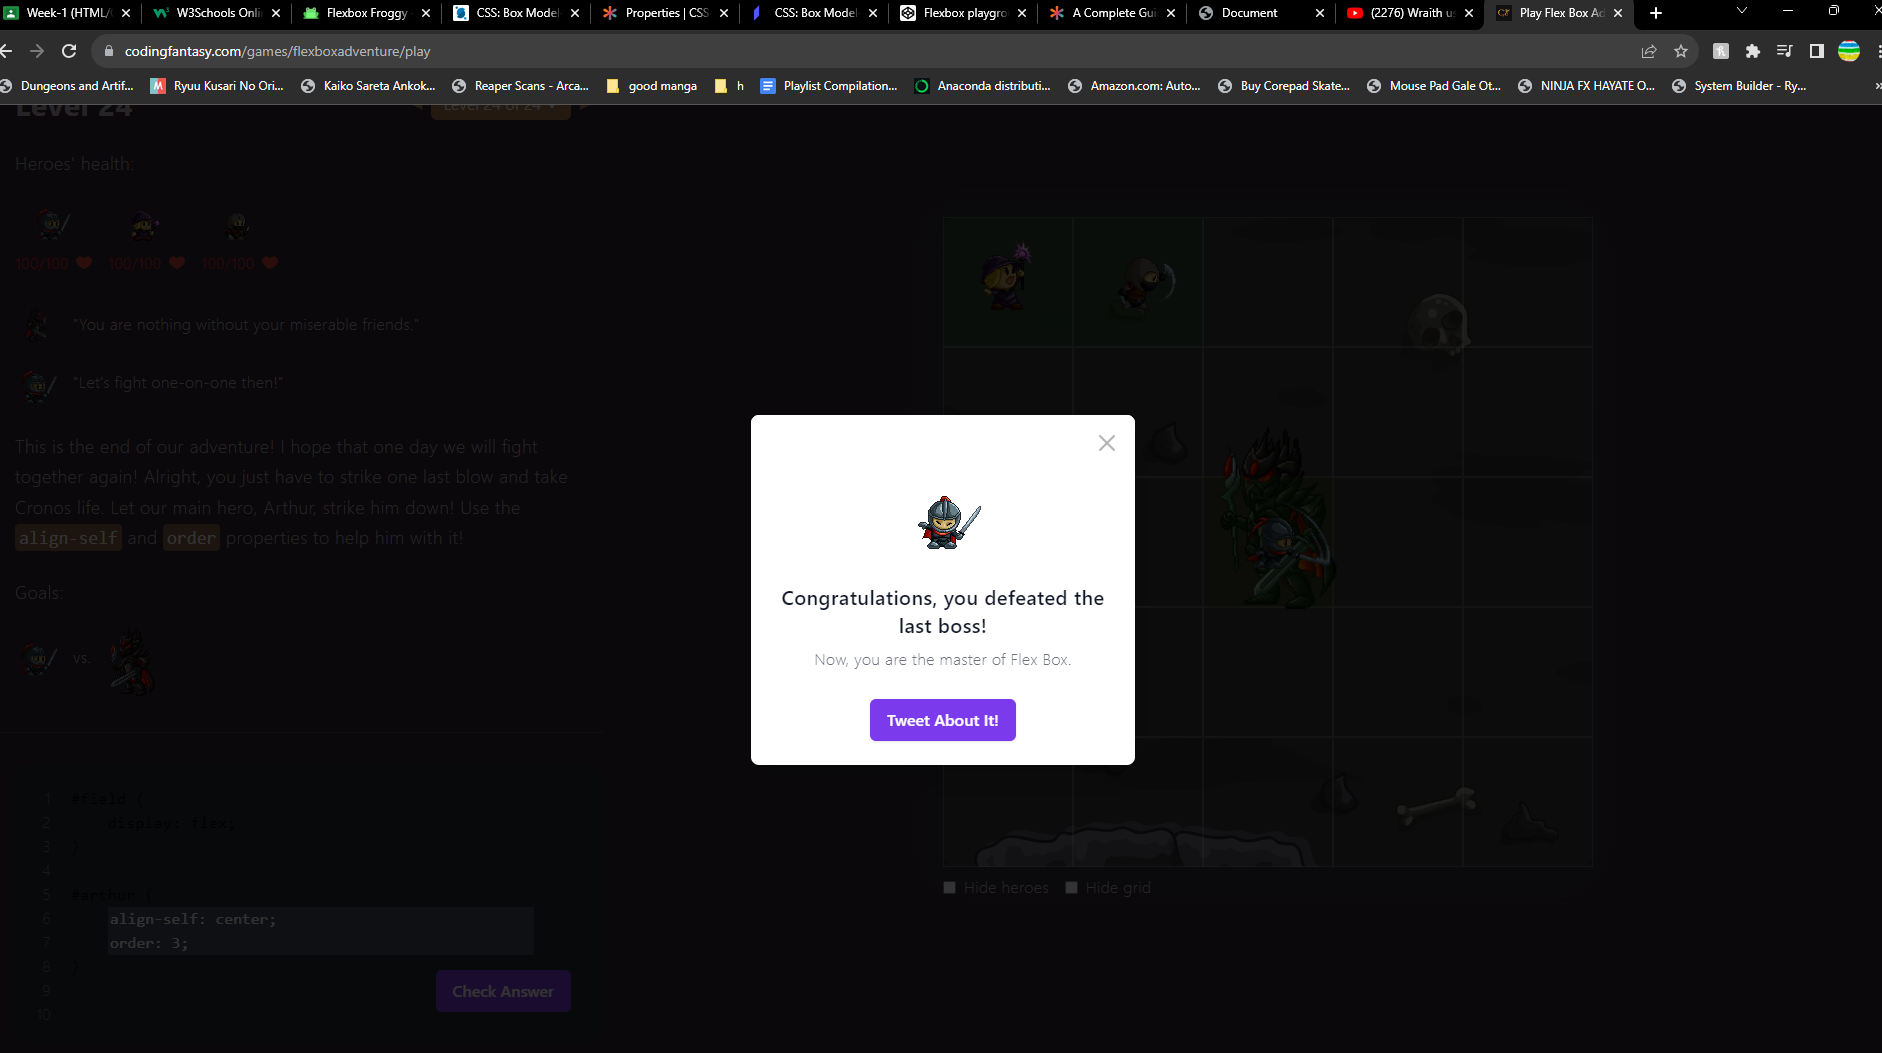 Week-1 (HTML/
W3Schools Onli
Flexbox Froggy
CSS: Box Model
Properties | CSS
CSS: Box Model
Flexbox playgro
A Complete Gui
Document
(2276) Wraith u
Play Flex Box Ad
codingfantasy.com/games/flexboxadventure/play
Dungeons and Artif...
Ryuu Kusari No Ori...
Kaiko Sareta Ankok...
Reaper Scans - Arca...
good manga
h
Playlist Compilation...
Anaconda distributi...
Amazon.com: Auto...
Buy Corepad Skate...
Mouse Pad Gale Ot...
NINJA FX HAYATE O...
System Builder - Ry...
Level 24
Level 24 of 24
Heroes' health:
100/100
100/100
100/100
"You are nothing without your miserable friends."
"Let's fight one-on-one then!"
This is the end of our adventure! I hope that one day we will fight
together again! Alright, you just have to strike one last blow and take
Cronos life. Let our main hero, Arthur, strike him down! Use the
align-self and order properties to help him with it!
Goals:
vs.
Congratulations, you defeated the
last boss!
Now, you are the master of Flex Box.
Tweet About It!
1 #field {
2 display: flex;
3 }
4
5 #arthur {
6 align-self: center;
7 order: 3;
8 }
9
10
Check Answer
Hide heroes
Hide grid